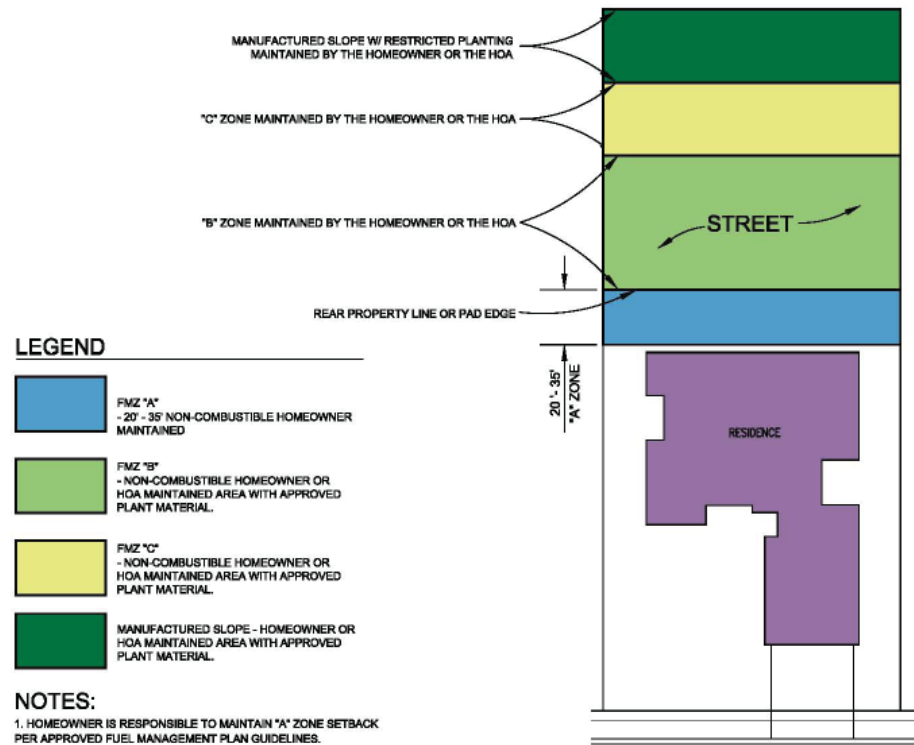 MANUFACTURED SLOPE W/ RESTRICTED PLANTING
MAINTAINED BY THE HOMEOWNER OR THE HOA
"C" ZONE MAINTAINED BY THE HOMEOWNER OR THE HOA
"B" ZONE MAINTAINED BY THE HOMEOWNER OR THE HOA
STREET
REAR PROPERTY LINE OR PAD EDGE
20' - 35'
"A" ZONE
RESIDENCE
LEGEND
FMZ "A"
- 20' - 35' NON-COMBUSTIBLE HOMEOWNER
MAINTAINED
FMZ "B"
- NON-COMBUSTIBLE HOMEOWNER OR
HOA MAINTAINED AREA WITH APPROVED
PLANT MATERIAL.
FMZ "C"
- NON-COMBUSTIBLE HOMEOWNER OR
HOA MAINTAINED AREA WITH APPROVED
PLANT MATERIAL.
MANUFACTURED SLOPE - HOMEOWNER OR
HOA MAINTAINED AREA WITH APPROVED
PLANT MATERIAL.
NOTES:
1. HOMEOWNER IS RESPONSIBLE TO MAINTAIN "A" ZONE SETBACK
PER APPROVED FUEL MANAGEMENT PLAN GUIDELINES.